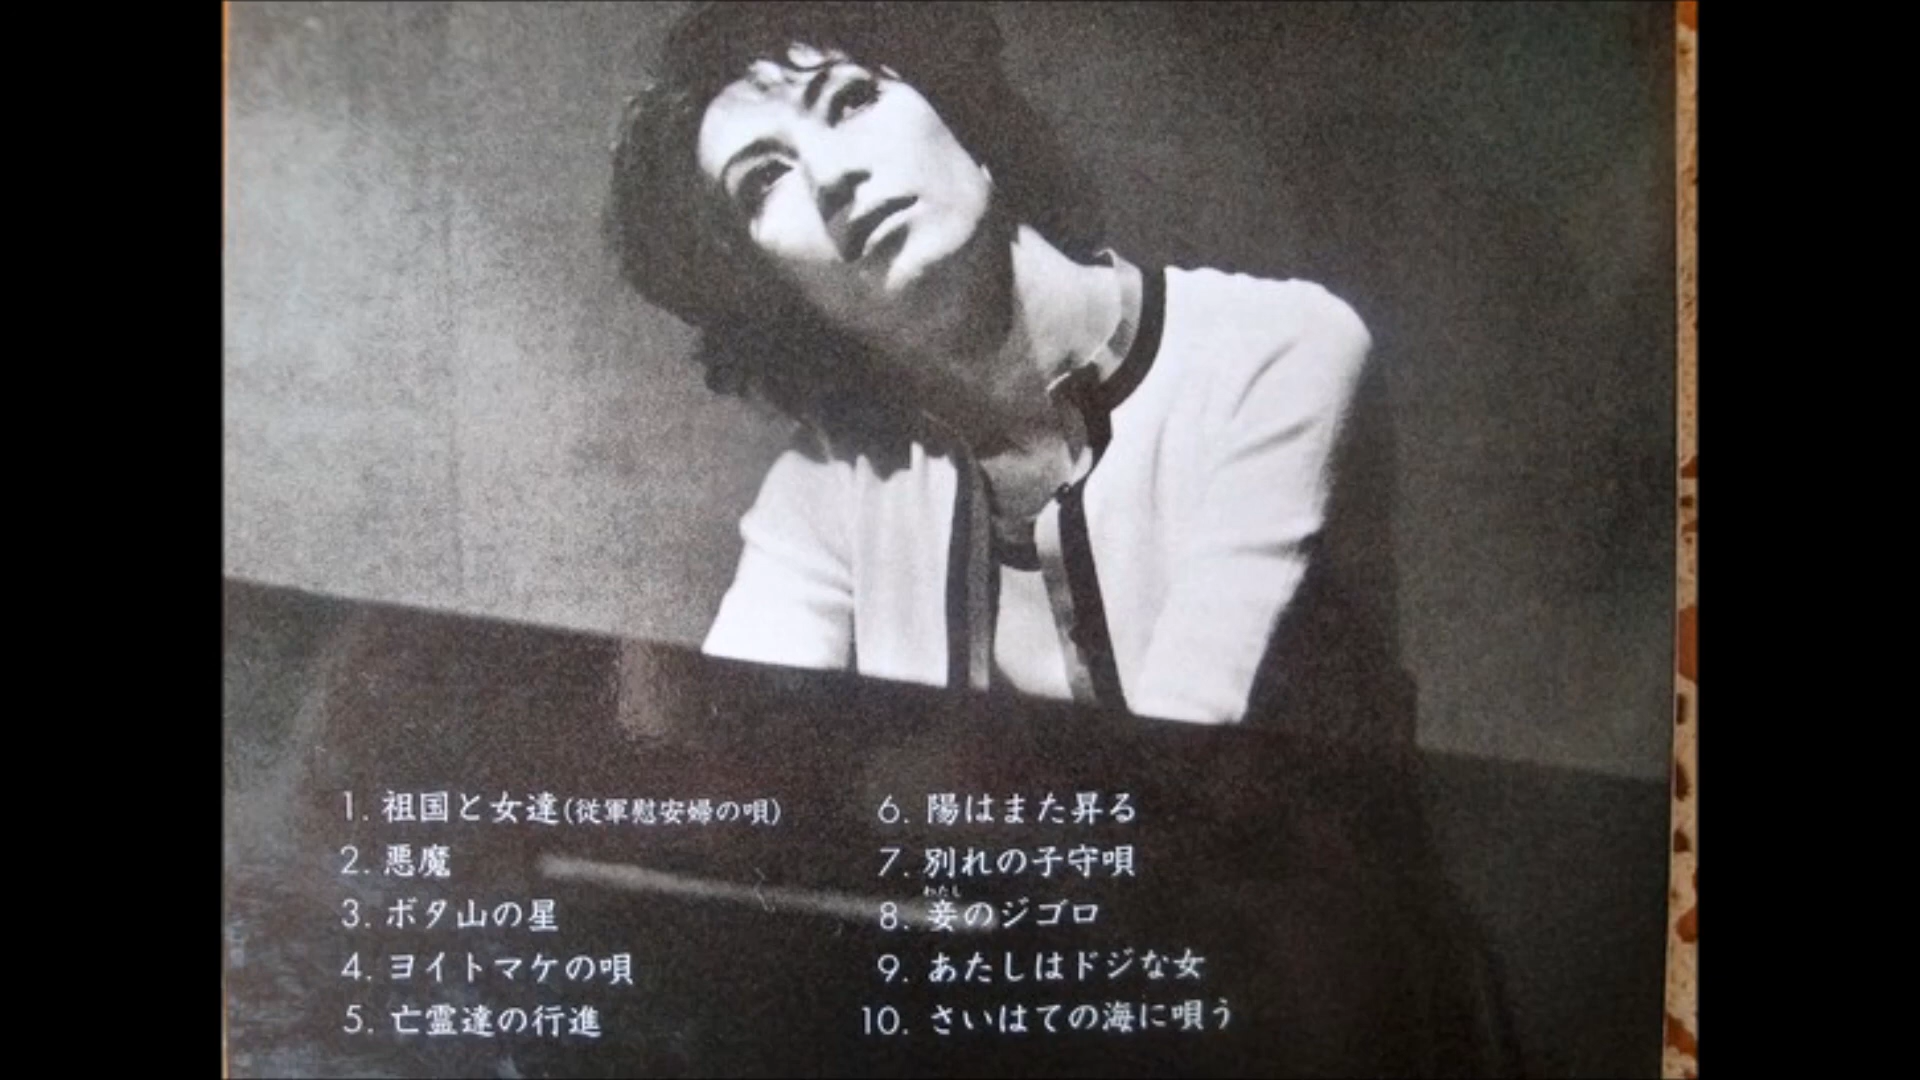 1. 祖国と女達(従軍慰安婦の唄)
2. 悪魔
3. ボタ山の星
4. ヨイトマケの唄
5. 亡霊達の行進
6. 陽はまた昇る
7. 別れの子守唄
わたし
8. 妾のジゴロ
9. あたしはドジな女
10. さいはての海に唄う